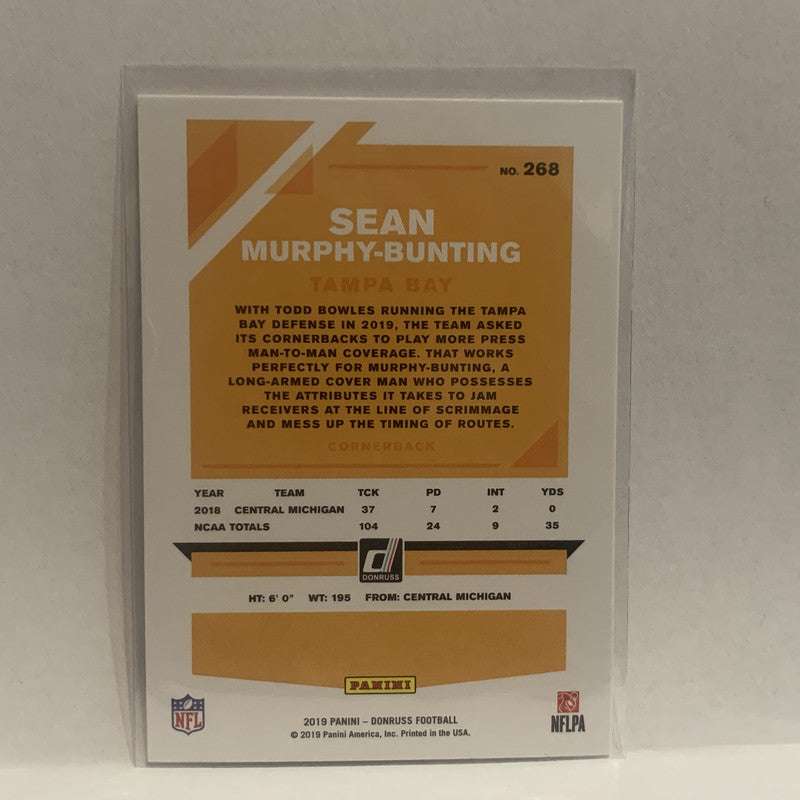 NO. 268
SEAN
MURPHY-BUNTING
TAMPA BAY
WITH TODD BOWLES RUNNING THE TAMPA
BAY DEFENSE IN 2019, THE TEAM ASKED
ITS CORNERBACKS TO PLAY MORE PRESS
MAN-TO-MAN COVERAGE. THAT WORKS
PERFECTLY FOR MURPHY-BUNTING, A
LONG-ARMED COVER MAN WHO POSSESSES
THE ATTRIBUTES IT TAKES TO JAM
RECEIVERS AT THE LINE OF SCRIMMAGE
AND MESS UP THE TIMING OF ROUTES.
CORNERBACK
YEAR TEAM TCK PD INT YDS
2018 CENTRAL MICHIGAN 37 7 2 0
NCAA TOTALS 104 24 9 35
d
DONRUSS
HT: 6' 0" WT: 195 FROM: CENTRAL MICHIGAN
PANINI
NFL
NFLPA
2019 PANINI – DONRUSS FOOTBALL
© 2019 Panini America, Inc. Printed in the USA.